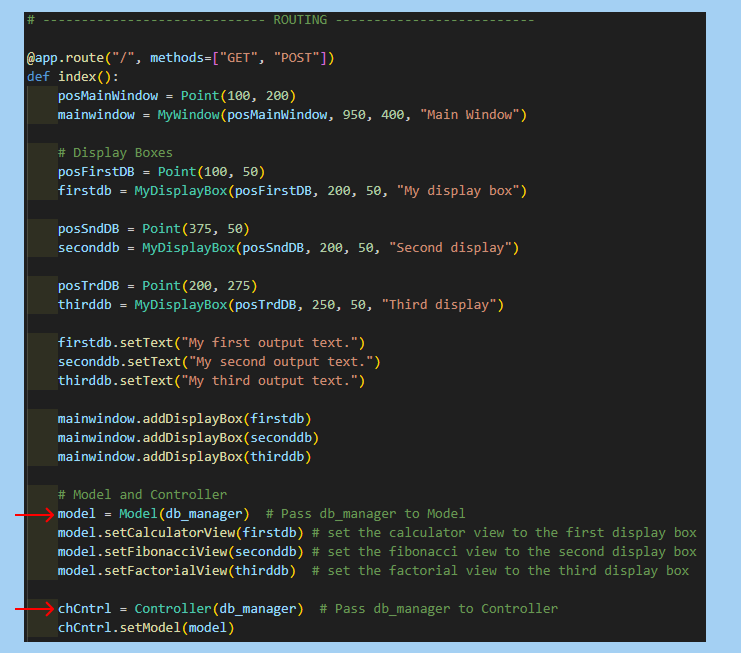 # ----------------------------- ROUTING --------------------------
@app.route("/", methods=["GET", "POST"])
def index():
    posMainWindow = Point(100, 200)
    mainwindow = MyWindow(posMainWindow, 950, 400, "Main Window")
    # Display Boxes
    posFirstDB = Point(100, 50)
    firstdb = MyDisplayBox(posFirstDB, 200, 50, "My display box")
    posSndDB = Point(375, 50)
    seconddb = MyDisplayBox(posSndDB, 200, 50, "Second display")
    posTrdDB = Point(200, 275)
    thirddb = MyDisplayBox(posTrdDB, 250, 50, "Third display")
    firstdb.setText("My first output text.")
    seconddb.setText("My second output text.")
    thirddb.setText("My third output text.")
    mainwindow.addDisplayBox(firstdb)
    mainwindow.addDisplayBox(seconddb)
    mainwindow.addDisplayBox(thirddb)
    # Model and Controller
    model = Model(db_manager)  # Pass db_manager to Model
    model.setCalculatorView(firstdb) # set the calculator view to the first display box
    model.setFibonacciView(seconddb) # set the fibonacci view to the second display box
    model.setFactorialView(thirddb)  # set the factorial view to the third display box
    chCntrl = Controller(db_manager)  # Pass db_manager to Controller
    chCntrl.setModel(model)